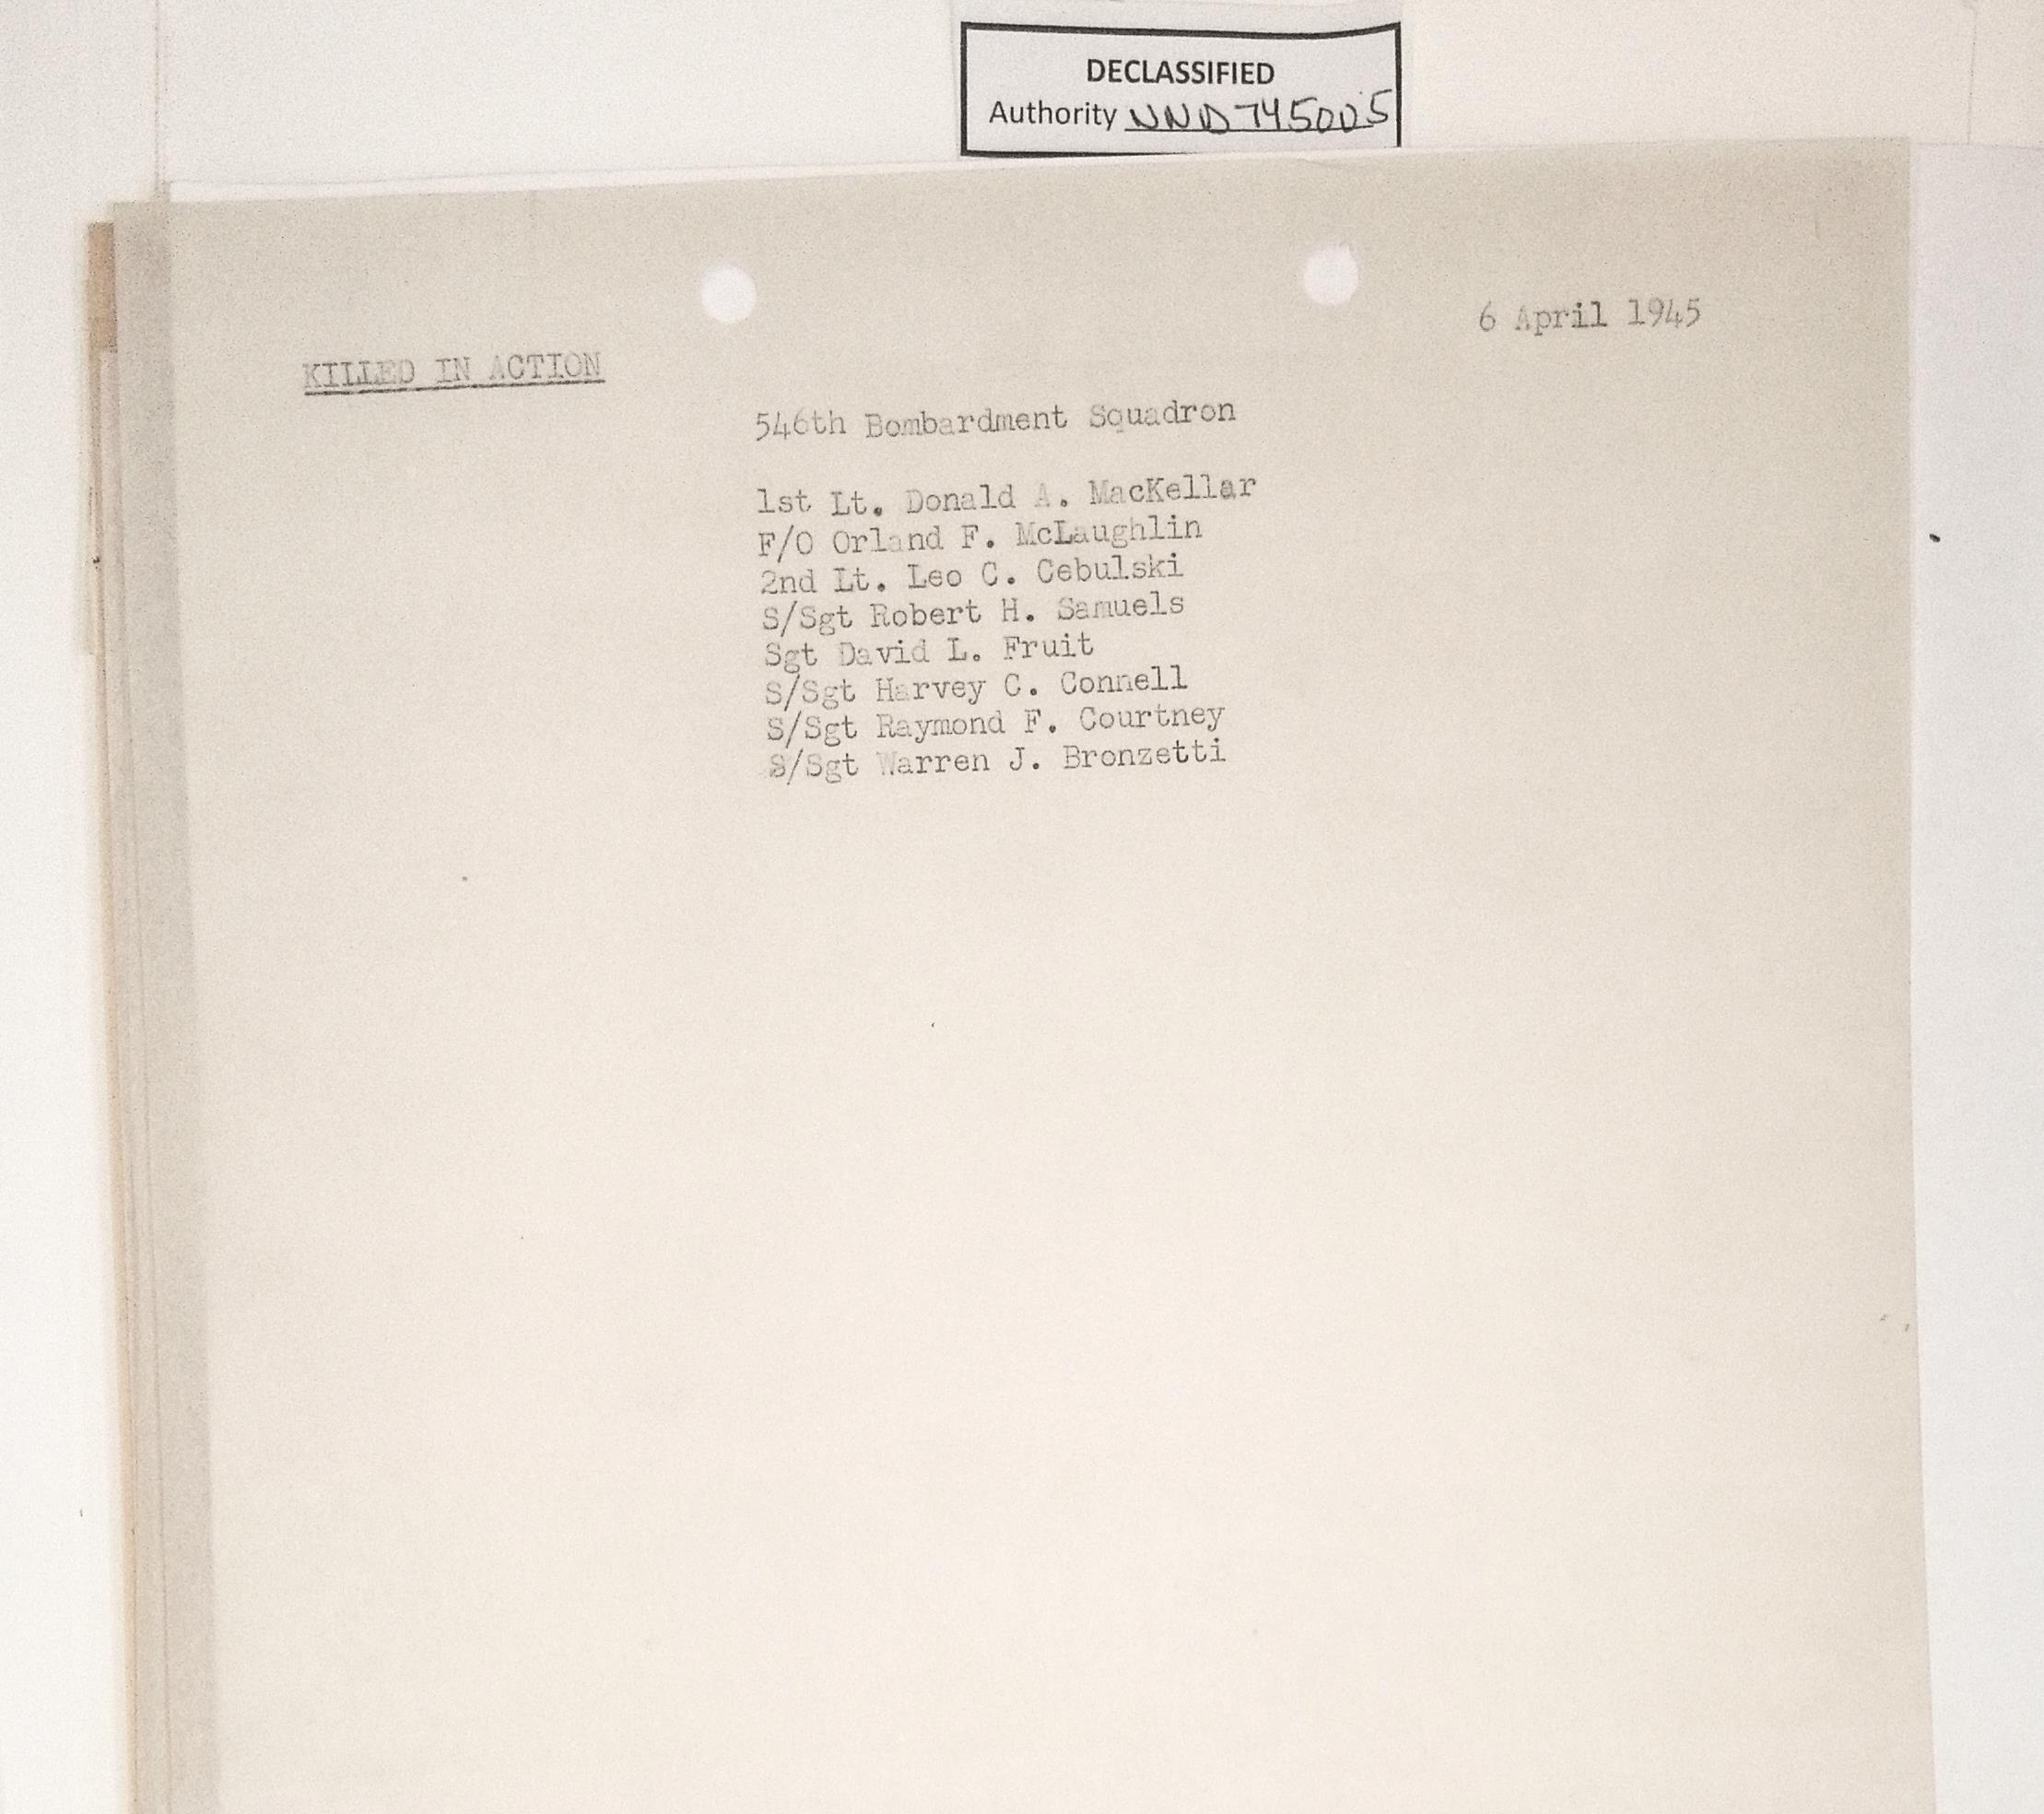 DECLASSIFIED
Authority NND745005
6 April 1945
KILLED IN ACTION
546th Bombardment Squadron
1st Lt. Donald A. MacKellar
F/O Orland F. McLaughlin
2nd Lt. Leo C. Cebulski
S/Sgt Robert H. Samuels
Sgt David L. Fruit
S/Sgt Harvey C. Connell
S/Sgt Raymond F. Courtney
S/Sgt Warren J. Bronzetti